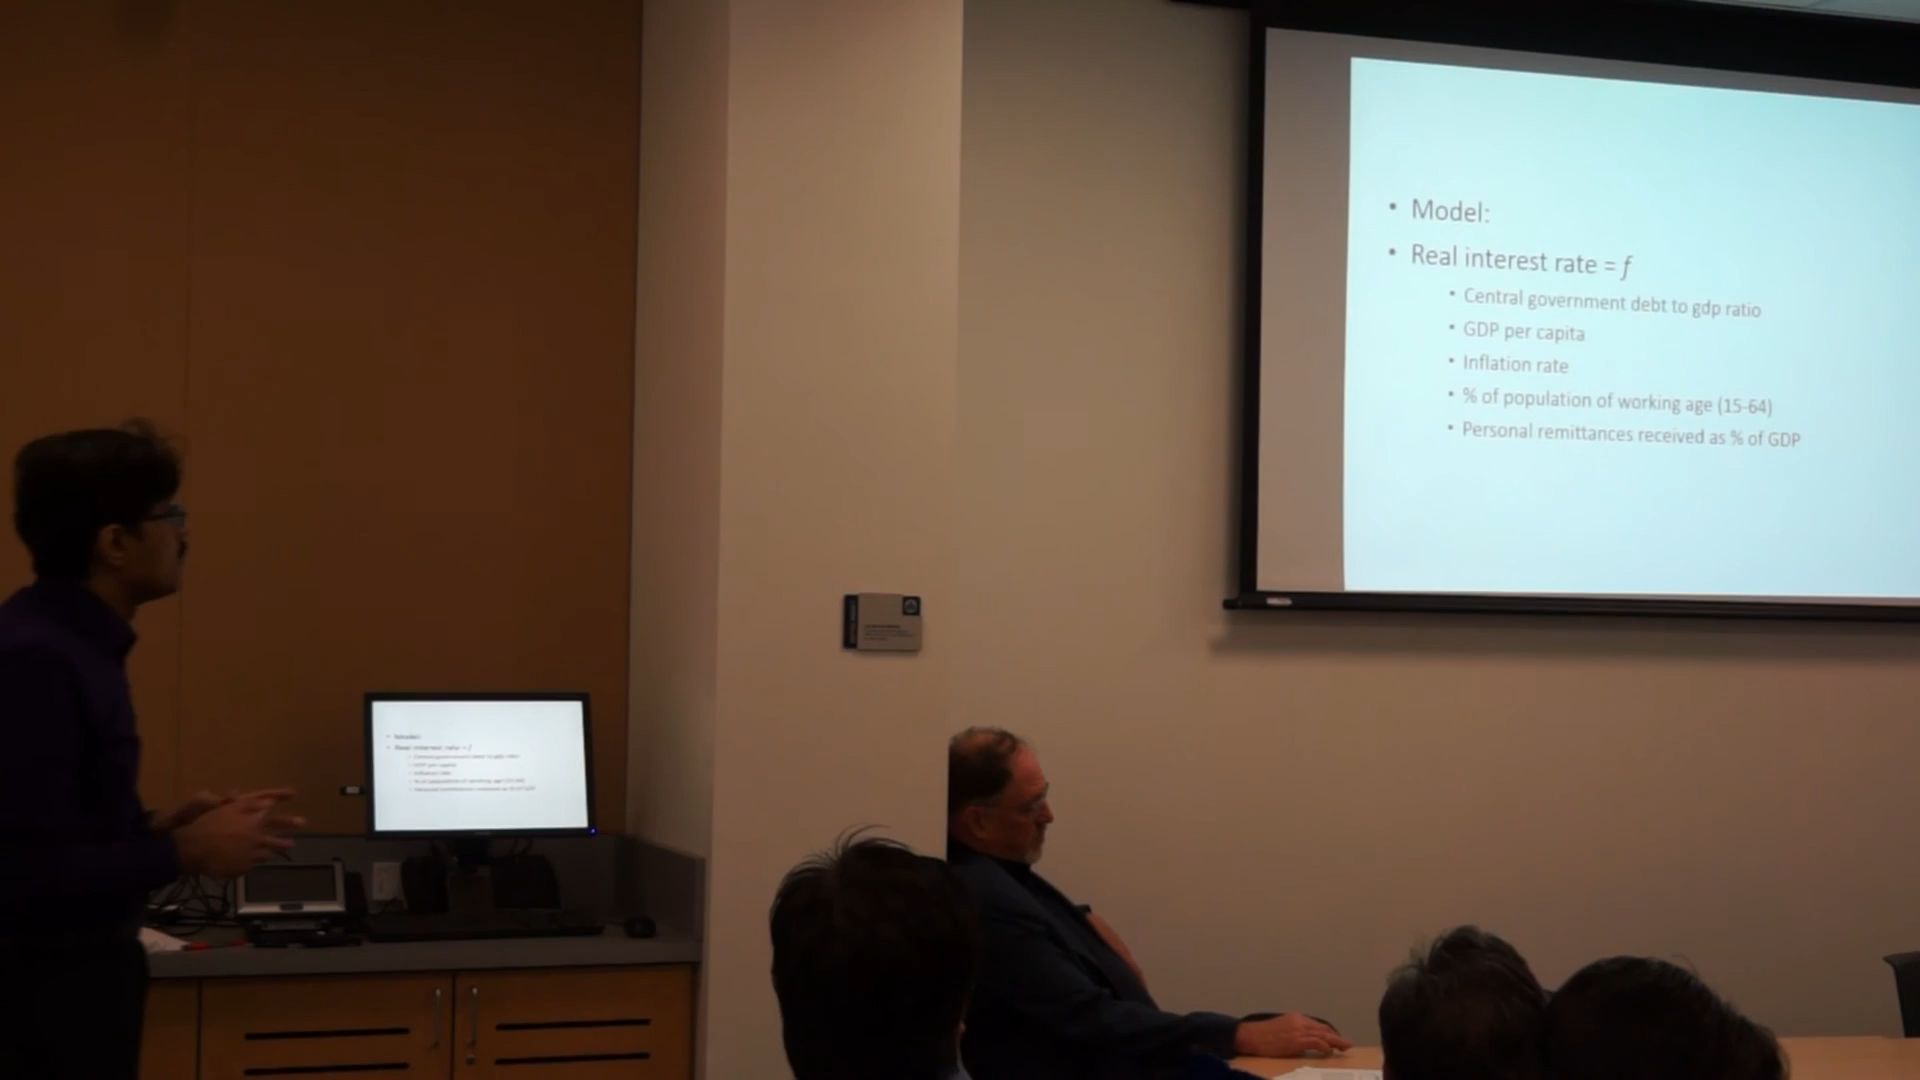 • Model:
• Real interest rate = f
• Central government debt to gdp ratio
• GDP per capita
• Inflation rate
• % of population of working age (15-64)
• Personal remittances received as % of GDP